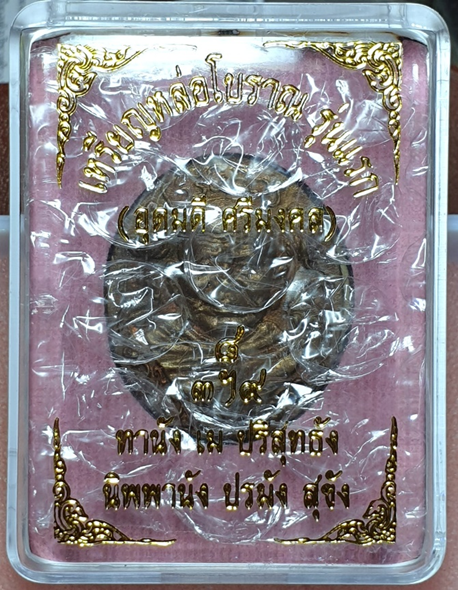 เหรียญหล่อโบราณ รุ่นแรก
(อุดมดี ศรีมงคล)
๕
๓ ไ ๙
ทานัง เม ปริสุทธัง
นิพพานัง ปรมัง สุขัง